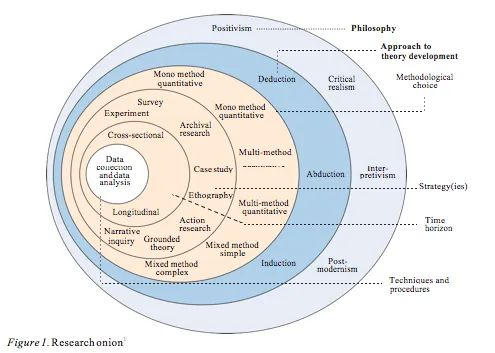 Positivism
Philosophy
Approach to
theory development
Mono method
quantitative
Deduction
Critical
realism
Methodological
choice
Survey
Experiment
Mono method
quantitative
Archival
research
Cross-sectional
Multi-method
Data
collection
and data
analysis
Case study
Abduction
Inter-
pretivism
Strategy(ies)
Ethography
Multi-method
quantitative
Longitudinal
Action
research
Time
horizon
Narrative
inquiry
Grounded
theory
Mixed method
simple
Mixed method
complex
Induction
Post-
modernism
Techniques and
procedures
Figure 1. Research onion